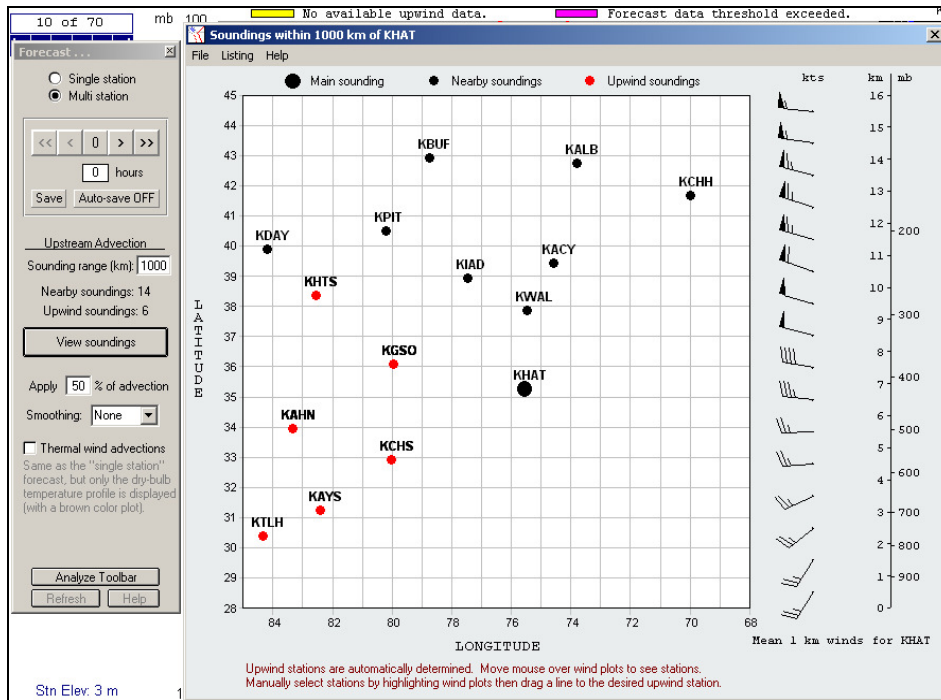 10 of 70
mb 100
No available upwind data.
Forecast data threshold exceeded.
Forecast . . .
Single station
Multi station
<< < 0 > >>
0 hours
Save Auto-save OFF
Upstream Advection
Sounding range (km): 1000
Nearby soundings: 14
Upwind soundings: 6
View soundings
Apply 50 % of advection
Smoothing: None
Thermal wind advections
Same as the "single station"
forecast, but only the dry-bulb
temperature profile is displayed
(with a brown color plot).
Analyze Toolbar
Refresh Help
Stn Elev: 3 m
1
Soundings within 1000 km of KHAT
File Listing Help
Main sounding Nearby soundings Upwind soundings
kts km mb
45
44
43
42
41
40
39
38
37
36
35
34
33
32
31
30
29
28
LATITUDE
KBUF
KALB
KCHH
KPIT
KDAY
KIAD
KACY
KHTS
KWAL
KGSO
KHAT
KAHN
KCHS
KAYS
KTLH
84 82 80 78 76 74 72 70 68
LONGITUDE
16
15
14
13
12
200
11
10
9
300
8
7
400
6
500
5
600
4
3
700
2
800
1
900
0
Mean 1 km winds for KHAT
Upwind stations are automatically determined. Move mouse over wind plots to see stations.
Manually select stations by highlighting wind plots then drag a line to the desired upwind station.